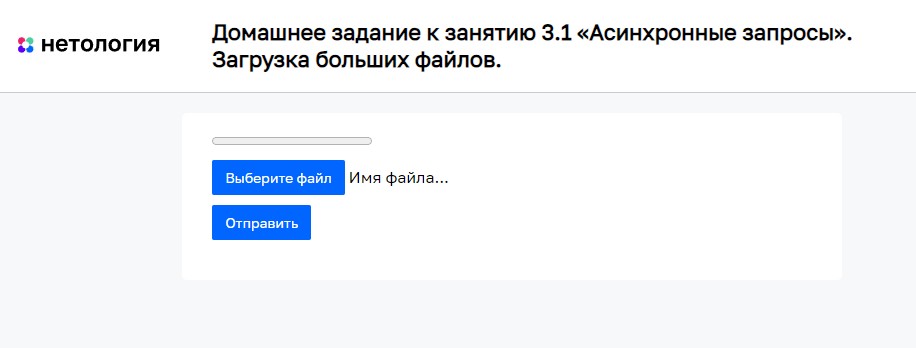 нетология
Домашнее задание к занятию 3.1 «Асинхронные запросы».
Загрузка больших файлов.
Выберите файл Имя файла...
Отправить